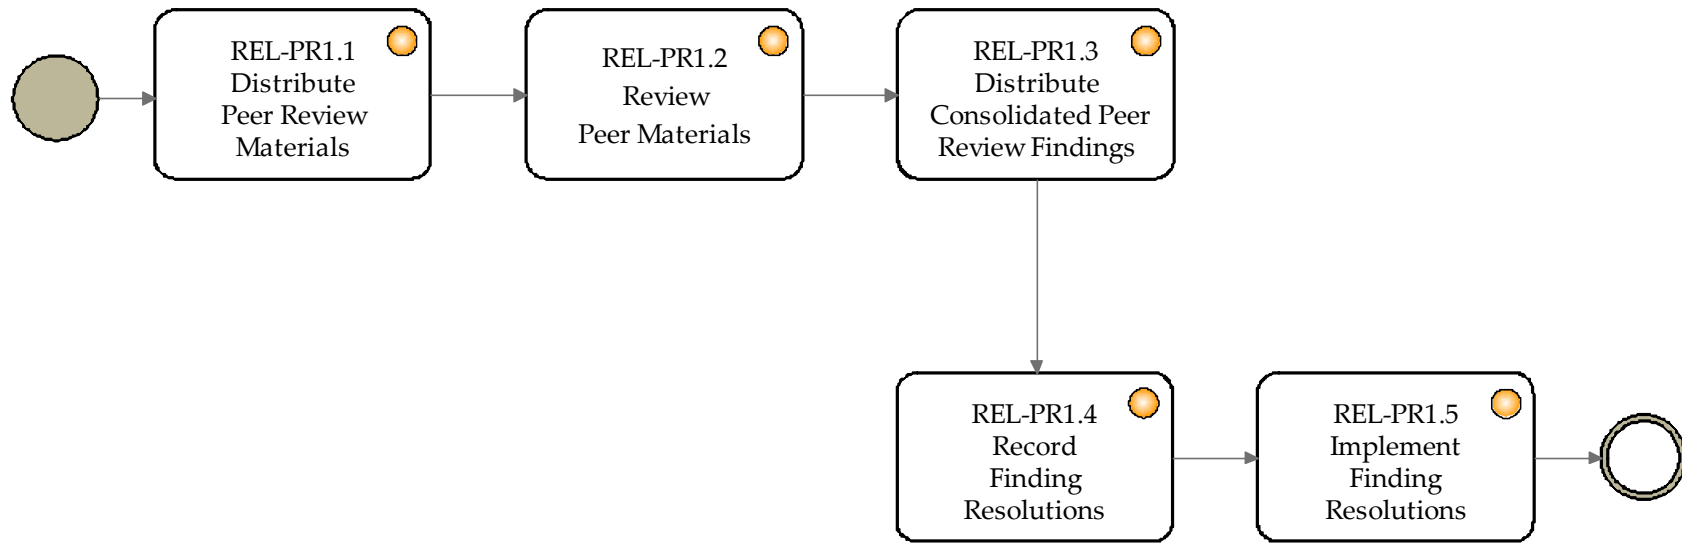 REL-PR1.1
Distribute
Peer Review
Materials
REL-PR1.2
Review
Peer Materials
REL-PR1.3
Distribute
Consolidated Peer
Review Findings
REL-PR1.4
Record
Finding
Resolutions
REL-PR1.5
Implement
Finding
Resolutions